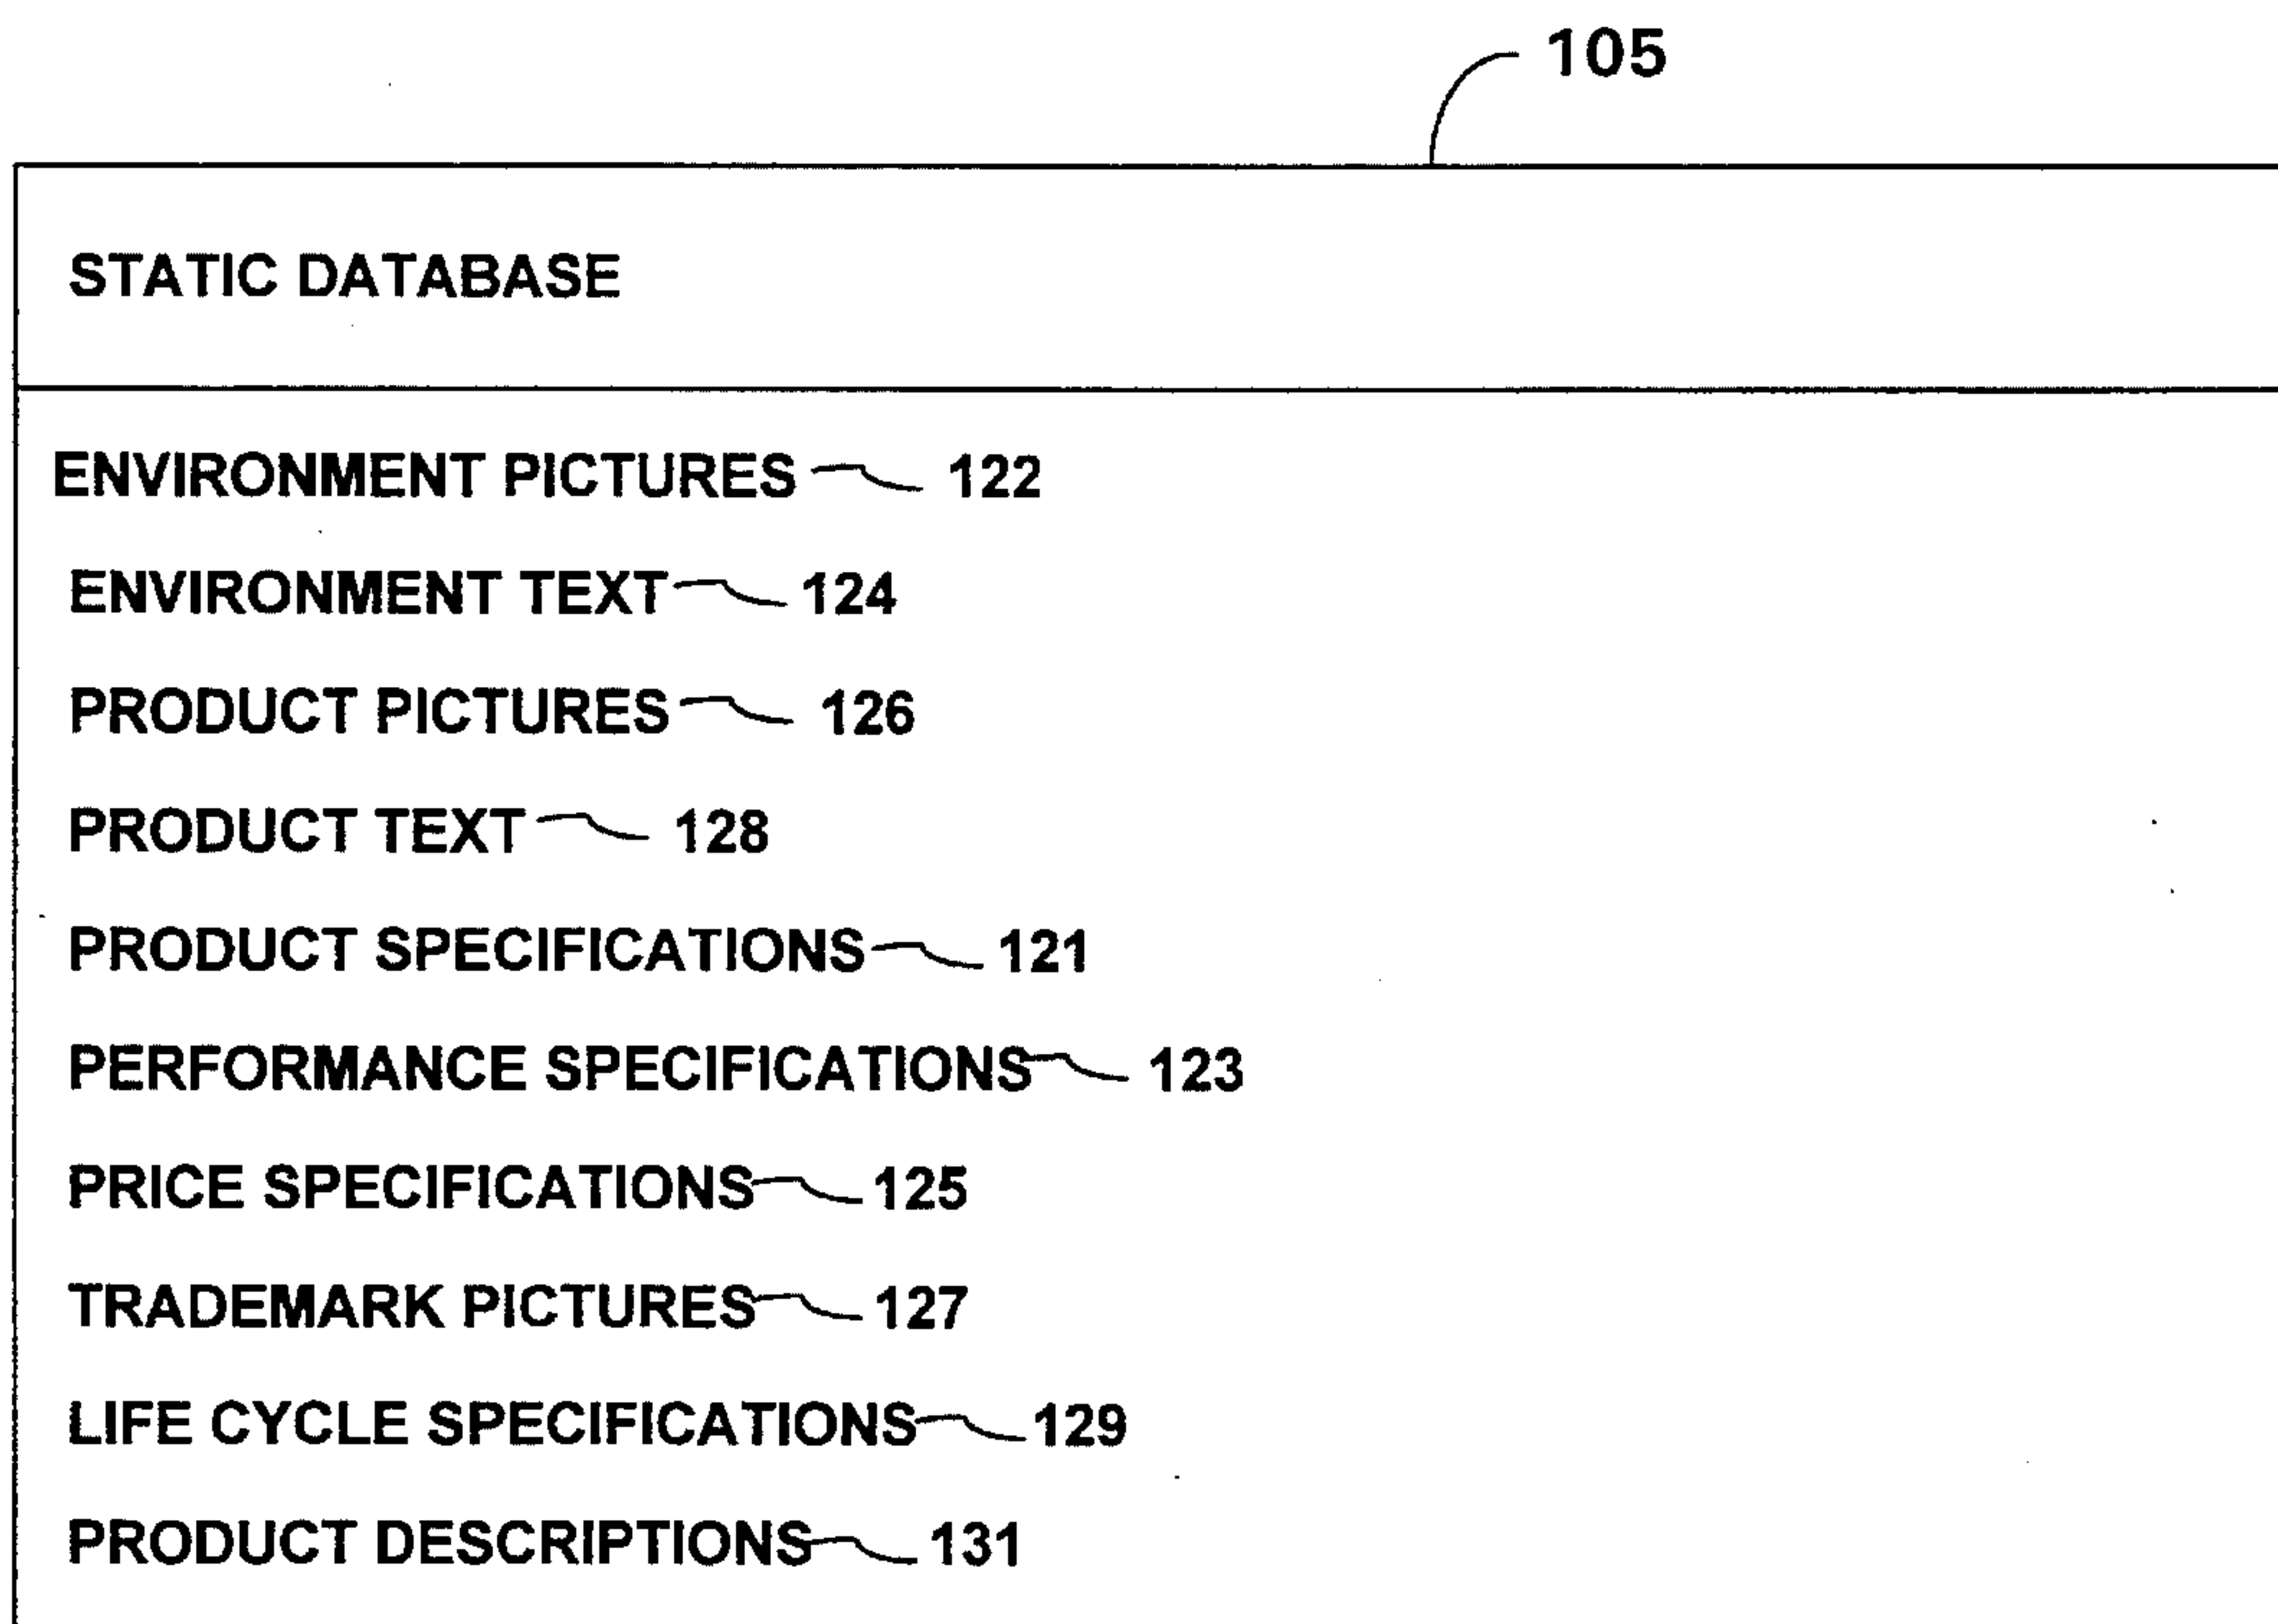 105
STATIC DATABASE
ENVIRONMENT PICTURES 122
ENVIRONMENT TEXT 124
PRODUCT PICTURES 126
PRODUCT TEXT 128
PRODUCT SPECIFICATIONS 121
PERFORMANCE SPECIFICATIONS 123
PRICE SPECIFICATIONS 125
TRADEMARK PICTURES 127
LIFE CYCLE SPECIFICATIONS 129
PRODUCT DESCRIPTIONS 131